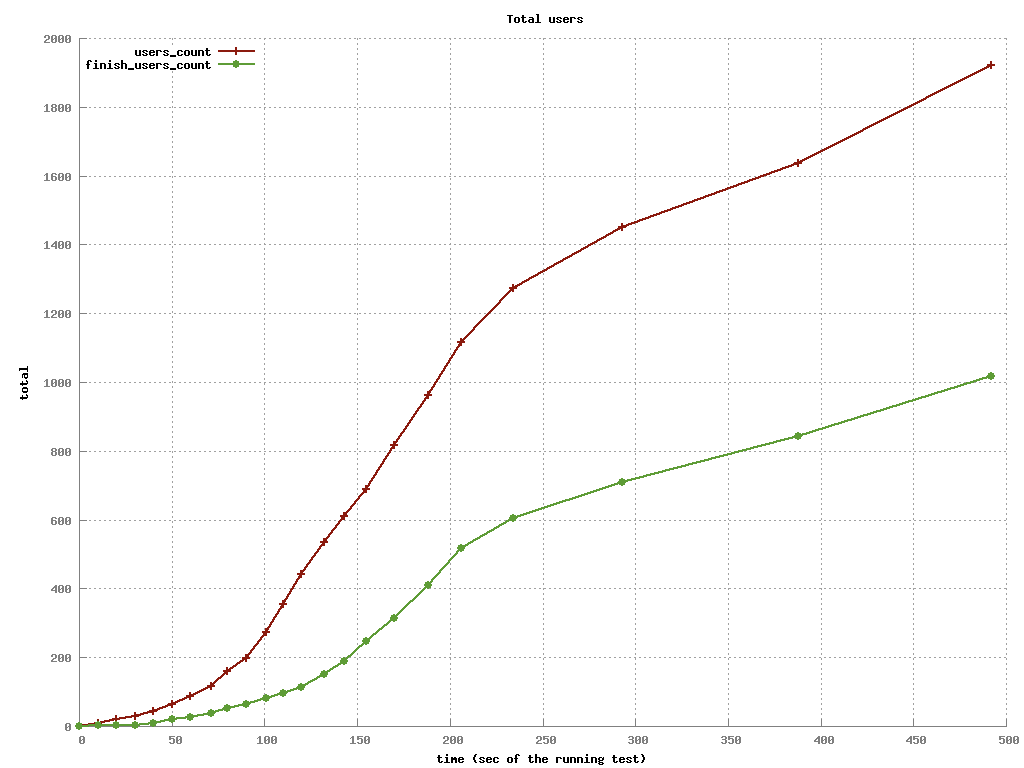 Total users
users_count
finish_users_count
2000
1800
1600
1400
1200
1000
800
600
400
200
0
total
0 50 100 150 200 250 300 350 400 450 500
time (sec of the running test)